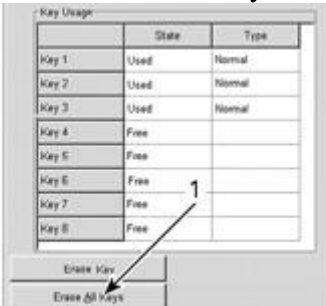 Key Usage
State Type
Key 1 Used Normal
Key 2 Used Normal
Key 3 Used Normal
Key 4 Free
Key 5 Free
Key 6 Free
Key 7 Free
Key 8 Free
1
Erase Key
Erase All Keys